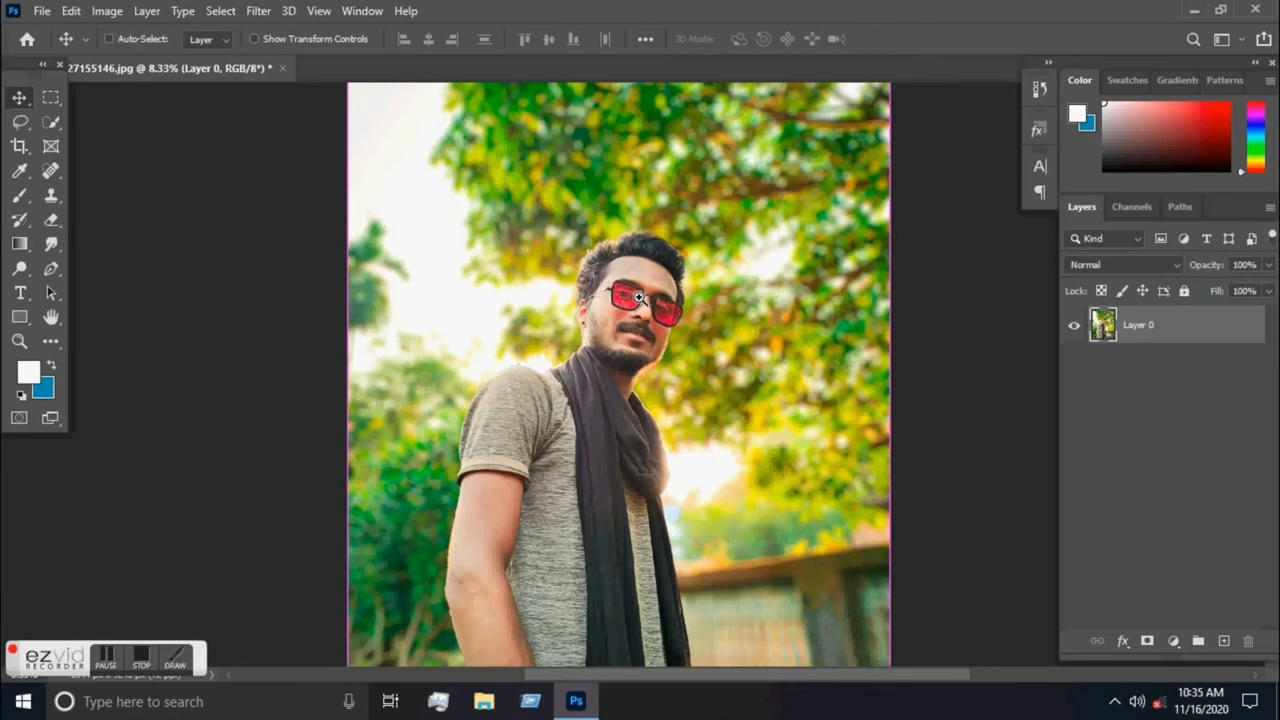 Ps File Edit Image Layer Type Select Filter 3D View Window Help
Auto-Select: Layer Show Transform Controls 3D Mode:
27155146.jpg @ 8.33% (Layer 0, RGB/8*) *
Color Swatches Gradients Patterns
Layers Channels Paths
Kind
Normal Opacity: 100%
Lock: Fill: 100%
Layer 0
ezvid
RECORDER
PAUSE STOP DRAW
Type here to search
Ps
10:35 AM
11/16/2020